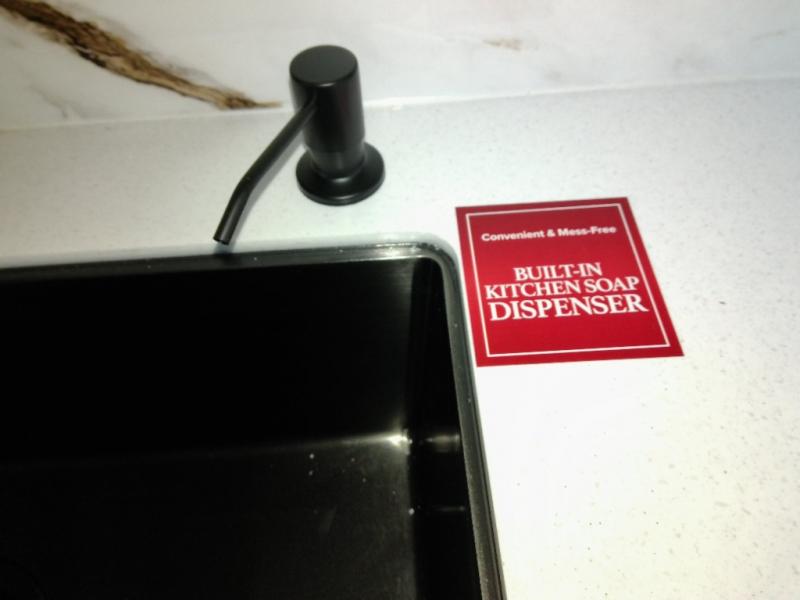 Convenient & Mess-Free
BUILT-IN
KITCHEN SOAP
DISPENSER